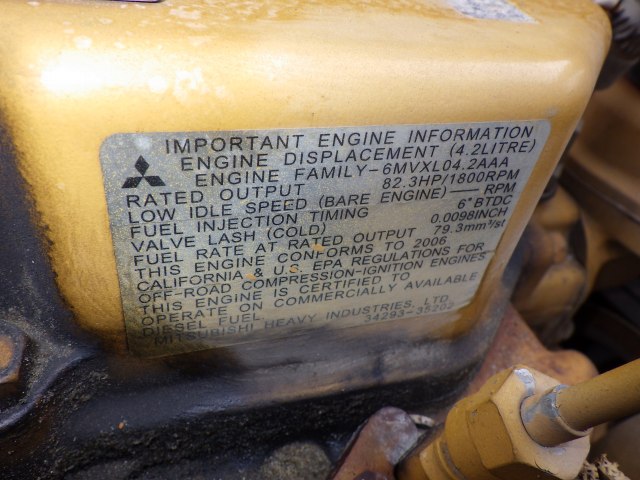 IMPORTANT ENGINE INFORMATION
ENGINE DISPLACEMENT (4.2LITRE)
ENGINE FAMILY-6MVXL04.2AAA
RATED OUTPUT 82.3HP/1800RPM
LOW IDLE SPEED (BARE ENGINE) — RPM
FUEL INJECTION TIMING 6°BTDC
VALVE LASH (COLD) 0.0098INCH
FUEL RATE AT RATED OUTPUT 79.3mm³/st
THIS ENGINE CONFORMS TO 2006
CALIFORNIA & U.S. EPA REGULATIONS FOR
OFF-ROAD COMPRESSION-IGNITION ENGINES
THIS ENGINE IS CERTIFIED TO
OPERATE ON COMMERCIALLY AVAILABLE
DIESEL FUEL
MITSUBISHI HEAVY INDUSTRIES, LTD.
34293-35202